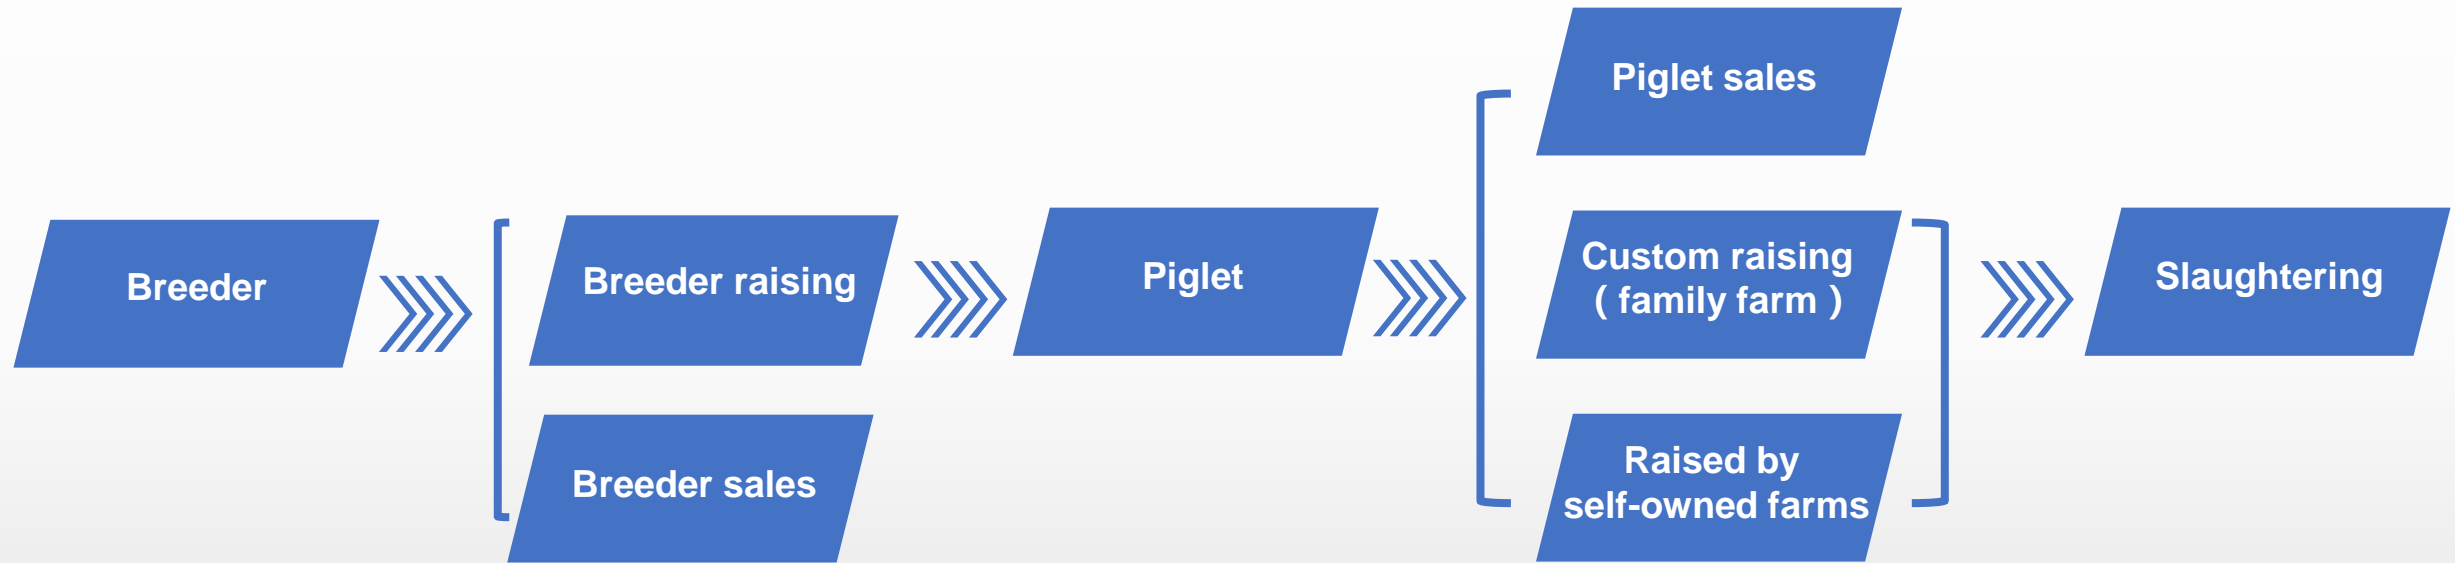 Breeder
Breeder raising
Breeder sales
Piglet
Piglet sales
Custom raising
( family farm )
Raised by
self-owned farms
Slaughtering